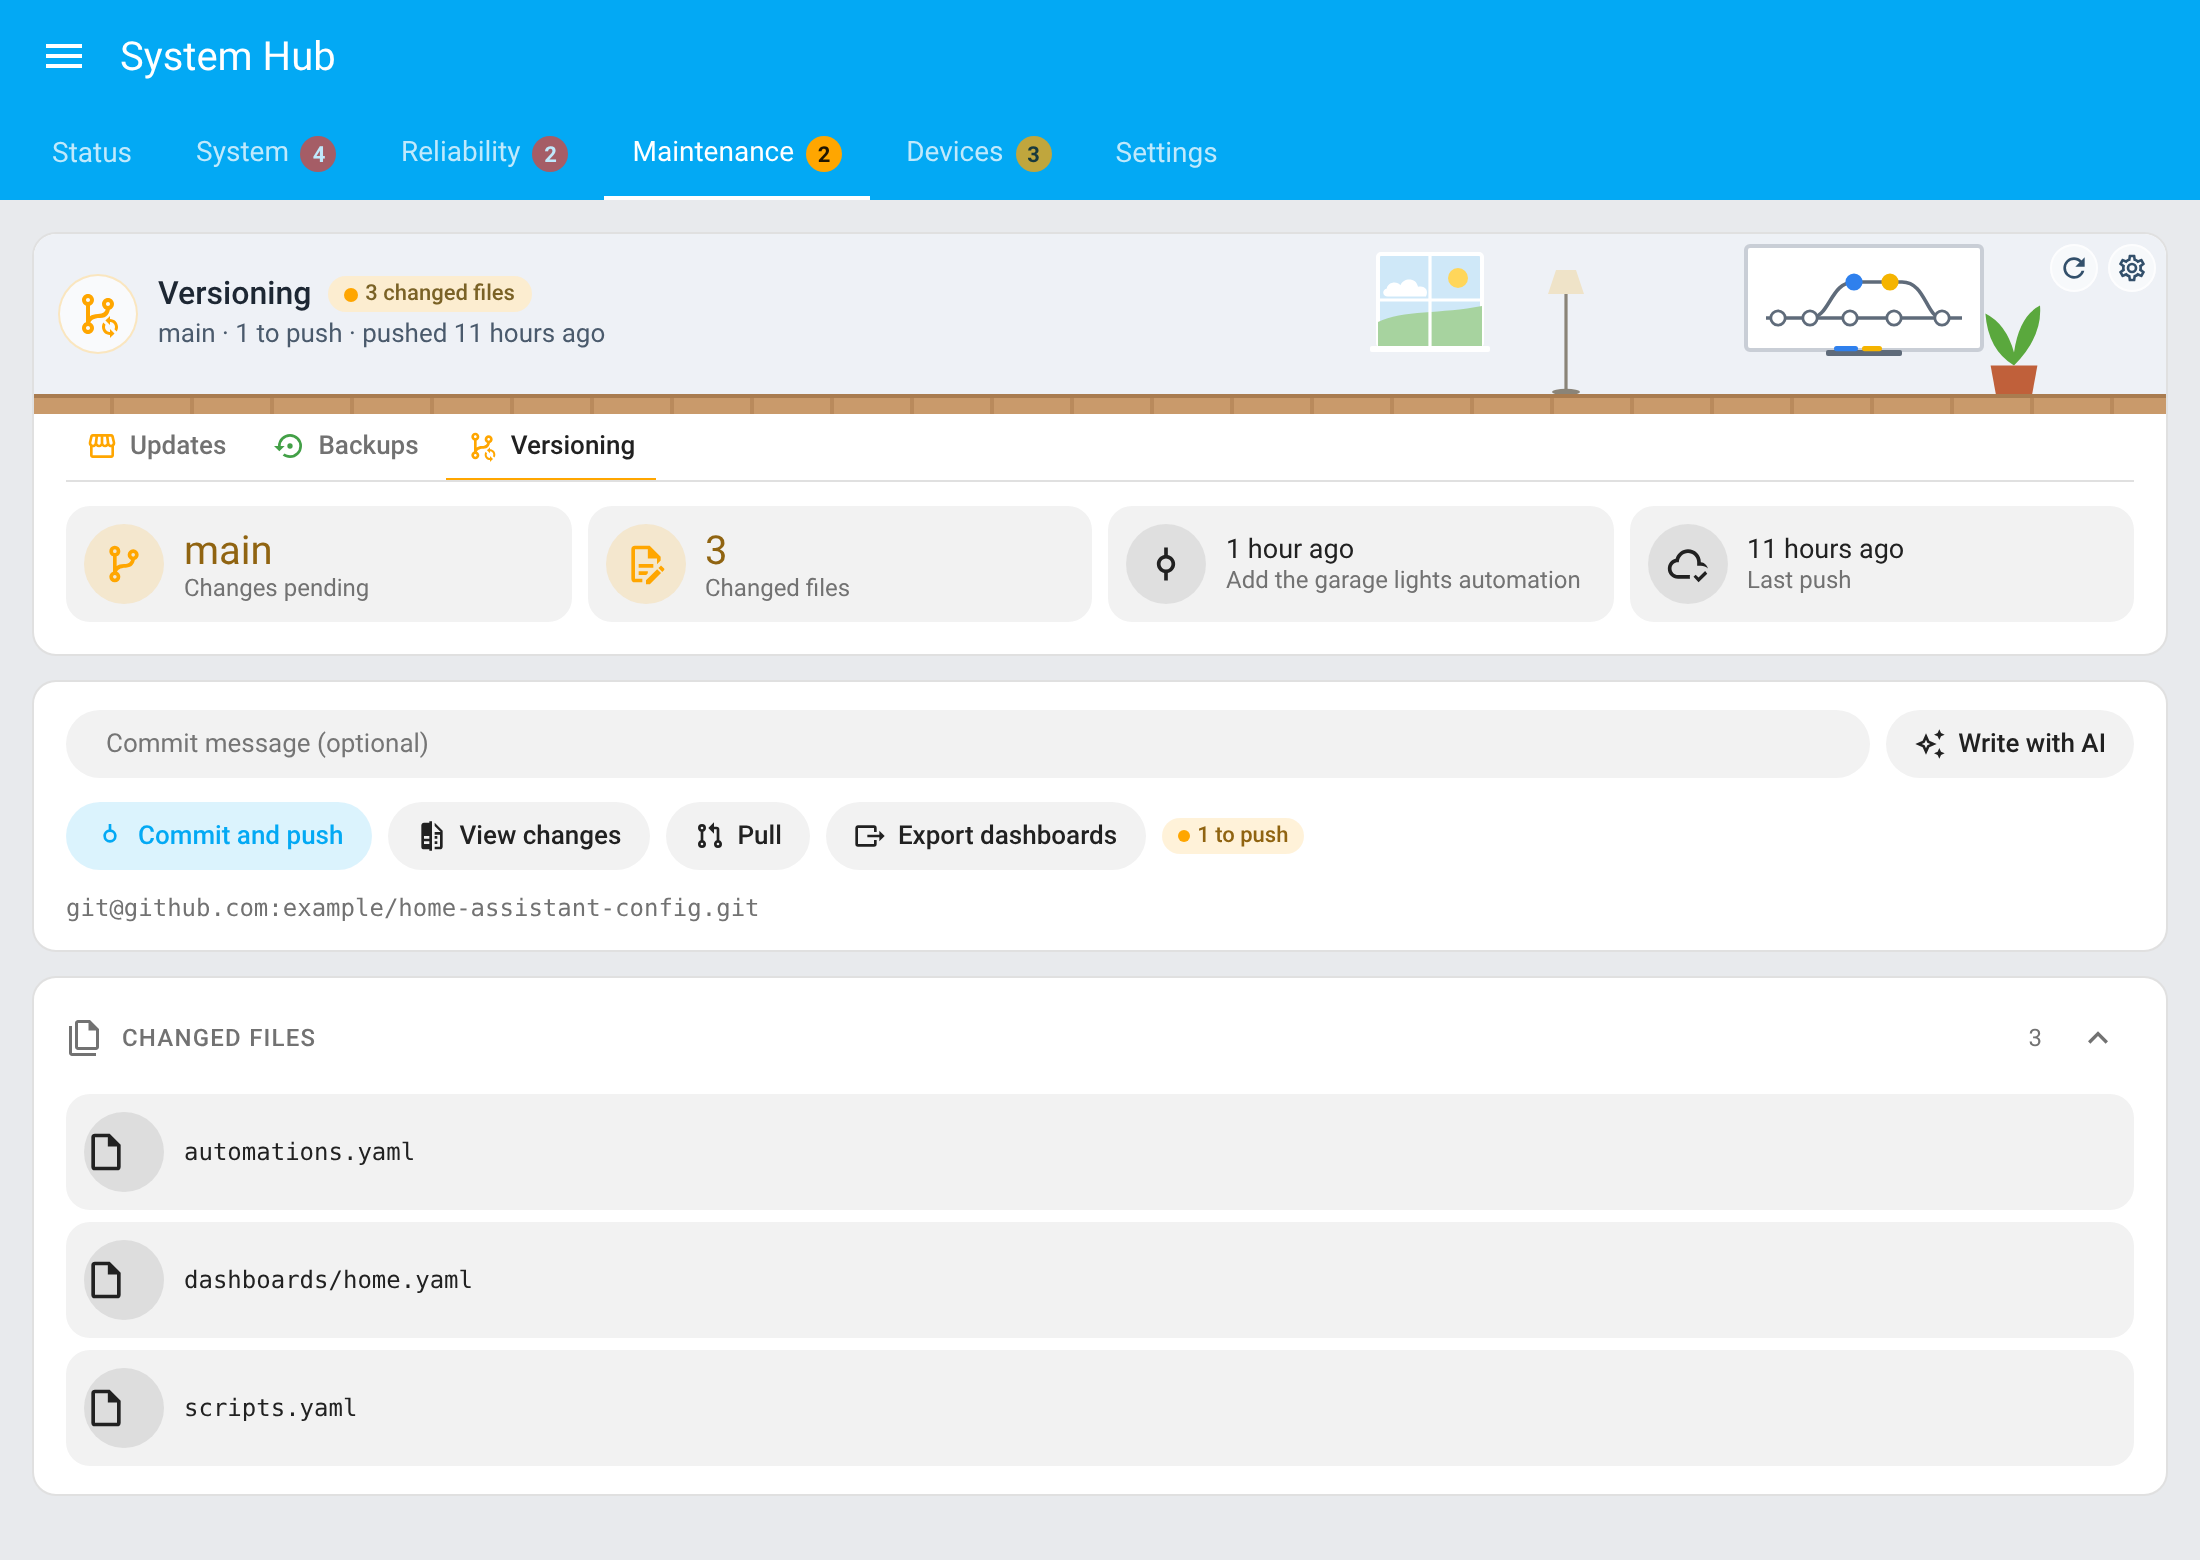 System Hub
Status
System 4
Reliability 2
Maintenance 2
Devices 3
Settings
Versioning
3 changed files
main · 1 to push · pushed 11 hours ago
Updates
Backups
Versioning
main
Changes pending
3
Changed files
1 hour ago
Add the garage lights automation
11 hours ago
Last push
Commit message (optional)
Write with AI
Commit and push
View changes
Pull
Export dashboards
1 to push
git@github.com:example/home-assistant-config.git
CHANGED FILES
3
automations.yaml
dashboards/home.yaml
scripts.yaml